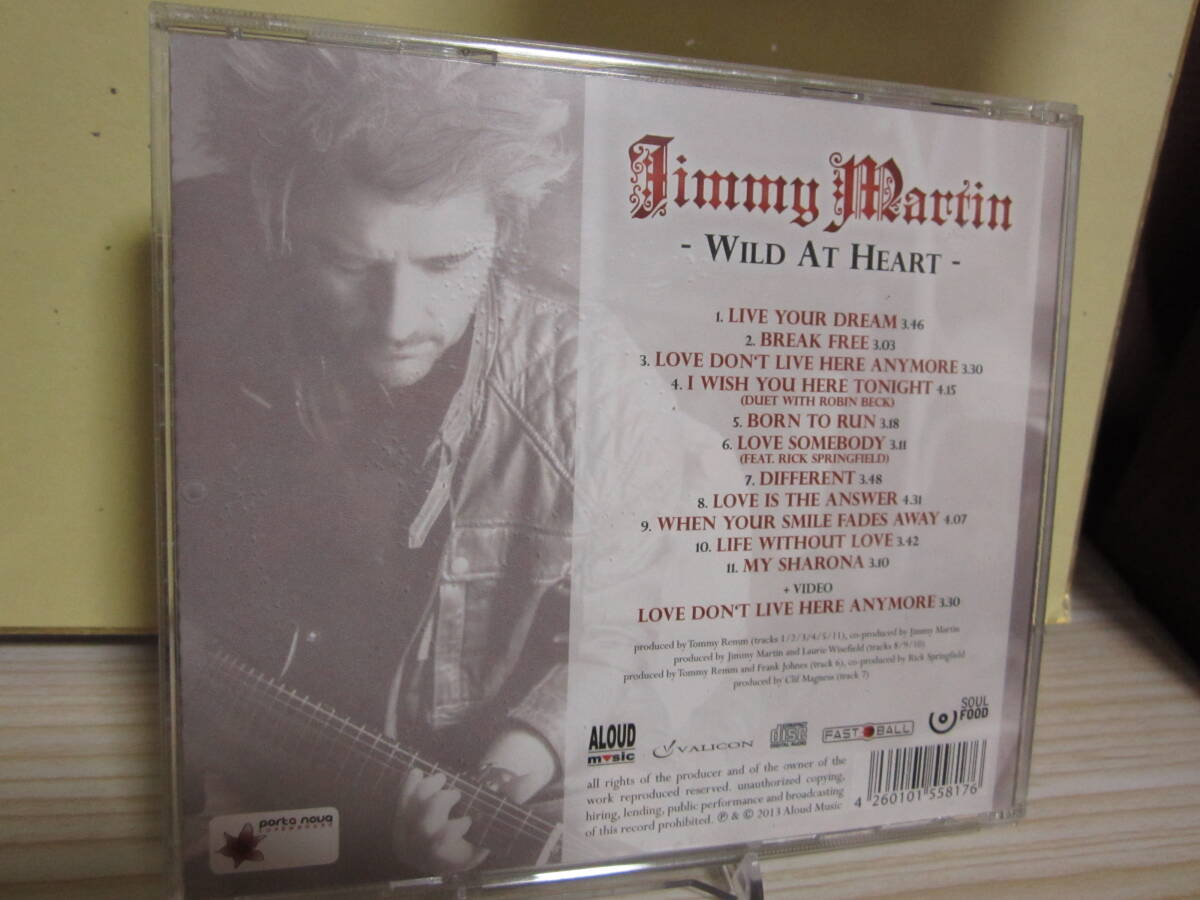 Jimmy Martin
- WILD AT HEART -
1. LIVE YOUR DREAM 3.46
2. BREAK FREE 3.03
3. LOVE DON'T LIVE HERE ANYMORE 3.30
4. I WISH YOU HERE TONIGHT 4.15
(DUET WITH ROBIN BECK)
5. BORN TO RUN 3.18
6. LOVE SOMEBODY 3.11
(FEAT. RICK SPRINGFIELD)
7. DIFFERENT 3.48
8. LOVE IS THE ANSWER 4.31
9. WHEN YOUR SMILE FADES AWAY 4.07
10. LIFE WITHOUT LOVE 3.42
11. MY SHARONA 3.10
+ VIDEO
LOVE DON'T LIVE HERE ANYMORE 3.30
produced by Tommy Remm (tracks 1/2/3/4/5/11), co-produced by Jimmy Martin
produced by Jimmy Martin and Laurie Wisefield (tracks 8/9/10)
produced by Tommy Remm and Frank Johnes (track 6), co-produced by Rick Springfield
produced by Clif Magness (track 7)
ALOUD
music
VALICON
COMPACT
disc
DIGITAL AUDIO
FAST BALL
SOUL
FOOD
all rights of the producer and of the owner of the
work reproduced reserved. unauthorized copying,
hiring, lending, public performance and broadcasting
of this record prohibited. ℗ & © 2013 Aloud Music
4 260101 558176
porta nova